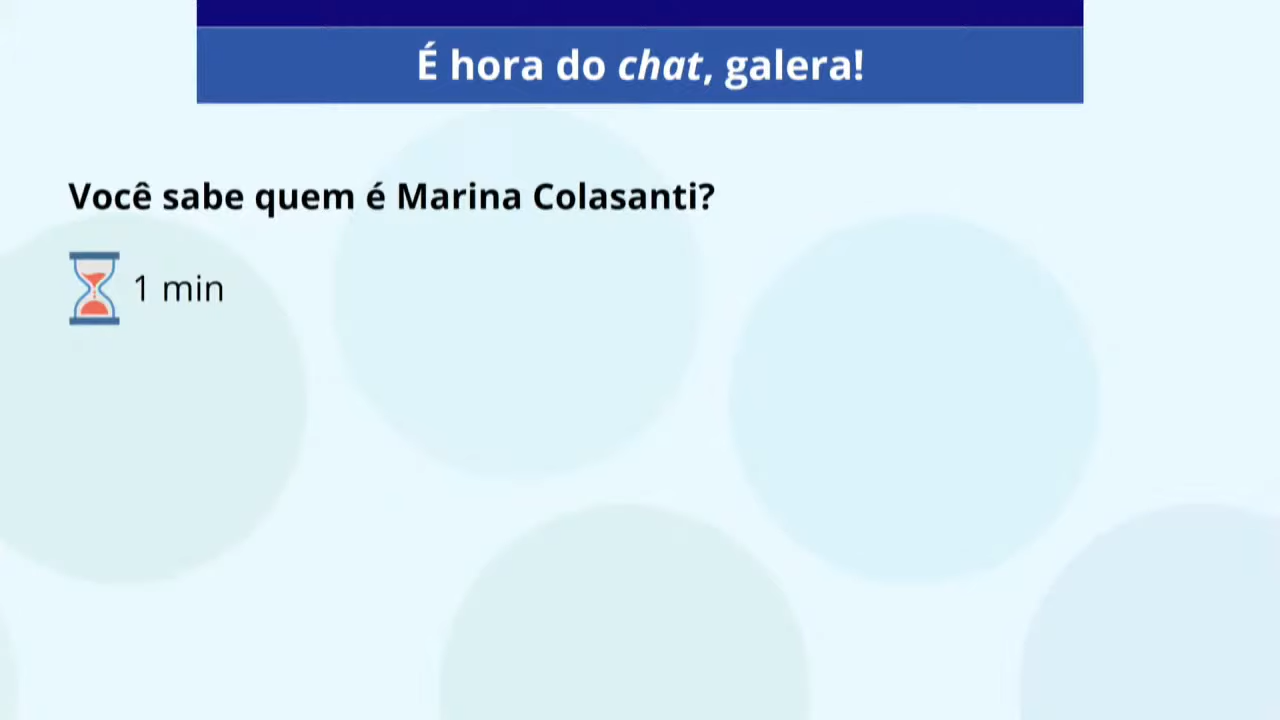 É hora do chat, galera!
Você sabe quem é Marina Colasanti?
1 min